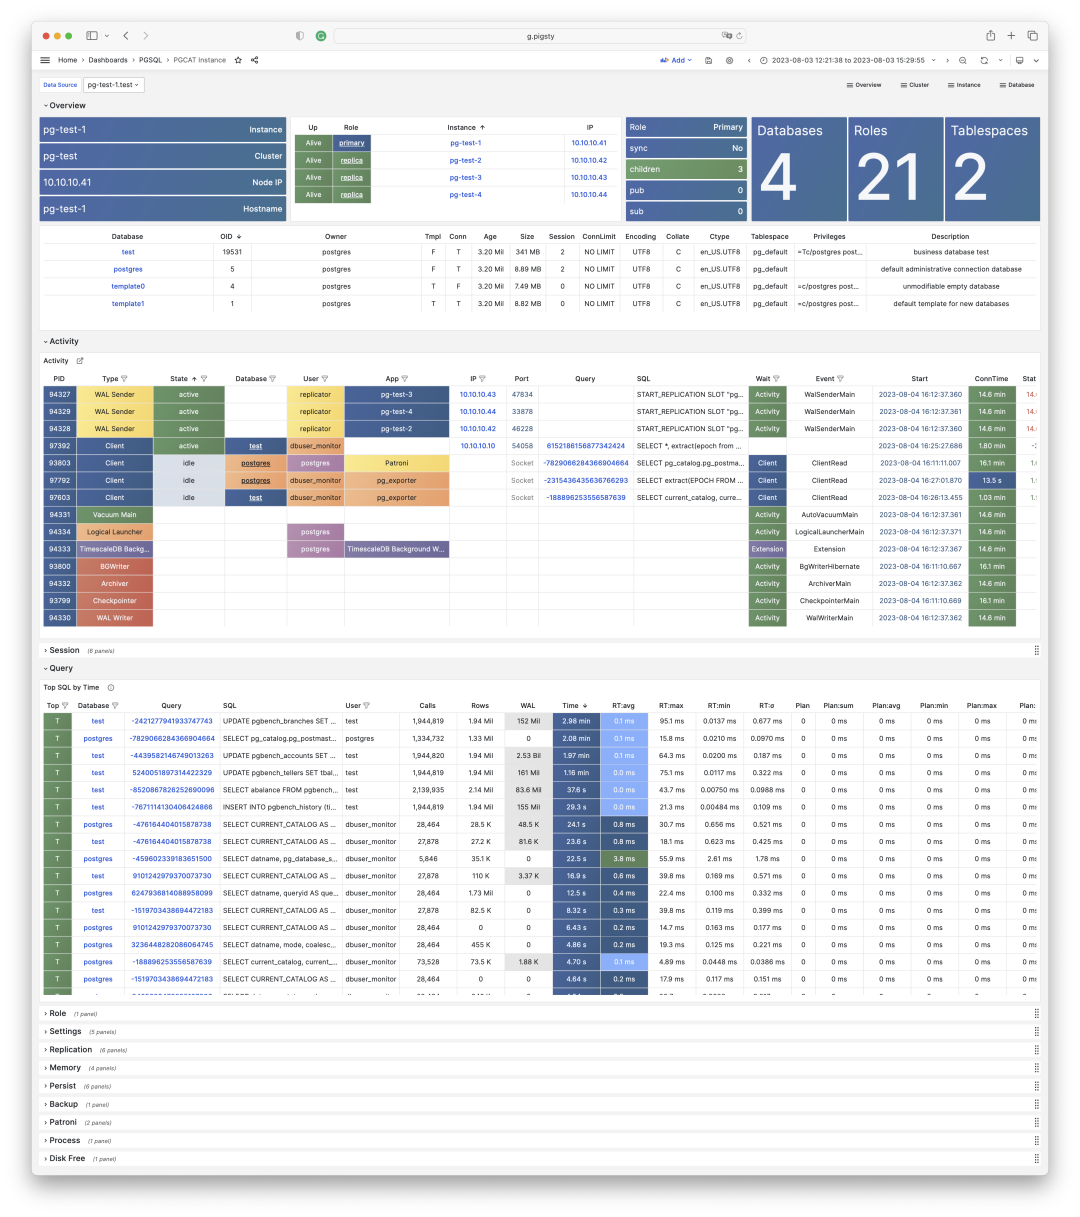 g.pigsty
Home › Dashboards › PGSQL › PGCAT Instance
Add
2023-08-03 12:21:38 to 2023-08-03 15:29:55
Data Source pg-test-1.test
Overview Cluster Instance Database
Overview
pg-test-1 Instance
pg-test Cluster
10.10.10.41 Node IP
pg-test-1 Hostname
Up Role Instance IP
Alive primary pg-test-1 10.10.10.41
Alive replica pg-test-2 10.10.10.42
Alive replica pg-test-3 10.10.10.43
Alive replica pg-test-4 10.10.10.44
Role Primary
sync No
children 3
pub 0
sub 0
Databases
4
Roles
21
Tablespaces
2
Database OID Owner Tmpl Conn Age Size Session ConnLimit Encoding Collate Ctype Tablespace Privileges Description
test 19531 postgres F T 3.20 Mil 341 MB 2 NO LIMIT UTF8 C en_US.UTF8 pg_default =Tc/postgres post... business database test
postgres 5 postgres F T 3.20 Mil 8.89 MB 2 NO LIMIT UTF8 C en_US.UTF8 pg_default default administrative connection database
template0 4 postgres T F 3.20 Mil 7.49 MB 0 NO LIMIT UTF8 C en_US.UTF8 pg_default =c/postgres post... unmodifiable empty database
template1 1 postgres T T 3.20 Mil 8.82 MB 0 NO LIMIT UTF8 C en_US.UTF8 pg_default =c/postgres post... default template for new databases
Activity
Activity
PID Type State Database User App IP Port Query SQL Wait Event Start ConnTime Stat
94327 WAL Sender active replicator pg-test-3 10.10.10.43 47834 START_REPLICATION SLOT "pg... Activity WalSenderMain 2023-08-04 16:12:37.360 14.6 min 14.
94329 WAL Sender active replicator pg-test-4 10.10.10.44 33878 START_REPLICATION SLOT "pg... Activity WalSenderMain 2023-08-04 16:12:37.361 14.6 min 14.
94328 WAL Sender active replicator pg-test-2 10.10.10.42 46228 START_REPLICATION SLOT "pg... Activity WalSenderMain 2023-08-04 16:12:37.360 14.6 min 14.
97392 Client active test dbuser_monitor 10.10.10.10 54058 6152186156877342424 SELECT *, extract(epoch from ... 2023-08-04 16:25:27.686 1.80 min
93803 Client idle postgres postgres Patroni Socket -7829066284366904664 SELECT pg_catalog.pg_postma... Client ClientRead 2023-08-04 16:11:11.007 16.1 min
97792 Client idle postgres dbuser_monitor pg_exporter Socket -2315436435636766293 SELECT extract(EPOCH FROM ... Client ClientRead 2023-08-04 16:27:01.870 13.5 s
97603 Client idle test dbuser_monitor pg_exporter Socket -188896253556587639 SELECT current_catalog, curre... Client ClientRead 2023-08-04 16:26:13.455 1.03 min
94331 Vacuum Main Activity AutoVacuumMain 2023-08-04 16:12:37.361 14.6 min
94334 Logical Launcher postgres Activity LogicalLauncherMain 2023-08-04 16:12:37.371 14.6 min
94333 TimescaleDB Backg... postgres TimescaleDB Background W... Extension Extension 2023-08-04 16:12:37.367 14.6 min
93800 BGWriter Activity BgWriterHibernate 2023-08-04 16:11:10.667 16.1 min
94332 Archiver Activity ArchiverMain 2023-08-04 16:12:37.362 14.6 min
93799 Checkpointer Activity CheckpointerMain 2023-08-04 16:11:10.669 16.1 min
94330 WAL Writer Activity WalWriterMain 2023-08-04 16:12:37.362 14.6 min
Session (6 panels)
Query
Top SQL by Time
Top Database Query SQL User Calls Rows WAL Time RT:avg RT:max RT:min RT:σ Plan Plan:sum Plan:avg Plan:min Plan:max Plan:
T test -2421277941933747743 UPDATE pgbench_branches SET ... test 1,944,819 1.94 Mil 152 Mil 2.98 min 0.1 ms 95.1 ms 0.0137 ms 0.677 ms 0 0 ms 0 ms 0 ms 0 ms 0 ms
T postgres -7829066284366904664 SELECT pg_catalog.pg_postmast... postgres 1,334,732 1.33 Mil 0 2.08 min 0.1 ms 15.8 ms 0.0210 ms 0.0970 ms 0 0 ms 0 ms 0 ms 0 ms 0 ms
T test -4439582146749013263 UPDATE pgbench_accounts SET ... test 1,944,820 1.94 Mil 2.53 Bil 1.97 min 0.1 ms 64.3 ms 0.0200 ms 0.187 ms 0 0 ms 0 ms 0 ms 0 ms 0 ms
T test 5240051897314422329 UPDATE pgbench_tellers SET tbal... test 1,944,819 1.94 Mil 161 Mil 1.16 min 0.0 ms 75.1 ms 0.0117 ms 0.322 ms 0 0 ms 0 ms 0 ms 0 ms 0 ms
T test -8520867826252690096 SELECT abalance FROM pgbench... test 2,139,935 2.14 Mil 83.6 Mil 37.6 s 0.0 ms 43.7 ms 0.00750 ms 0.0988 ms 0 0 ms 0 ms 0 ms 0 ms 0 ms
T test -7671114130406424866 INSERT INTO pgbench_history (ti... test 1,944,819 1.94 Mil 155 Mil 29.3 s 0.0 ms 21.3 ms 0.00484 ms 0.109 ms 0 0 ms 0 ms 0 ms 0 ms 0 ms
T postgres -476164404015878738 SELECT CURRENT_CATALOG AS ... dbuser_monitor 28,464 28.5 K 48.5 K 24.1 s 0.8 ms 30.7 ms 0.656 ms 0.521 ms 0 0 ms 0 ms 0 ms 0 ms 0 ms
T test -476164404015878738 SELECT CURRENT_CATALOG AS ... dbuser_monitor 27,878 27.2 K 81.6 K 23.6 s 0.8 ms 18.1 ms 0.623 ms 0.425 ms 0 0 ms 0 ms 0 ms 0 ms 0 ms
T postgres -459602339183651500 SELECT datname, pg_database_s... dbuser_monitor 5,846 35.1 K 0 22.5 s 3.8 ms 55.9 ms 2.61 ms 1.78 ms 0 0 ms 0 ms 0 ms 0 ms 0 ms
T test 9101242979370073730 SELECT CURRENT_CATALOG AS ... dbuser_monitor 27,878 110 K 3.37 K 16.9 s 0.6 ms 39.8 ms 0.169 ms 0.571 ms 0 0 ms 0 ms 0 ms 0 ms 0 ms
T postgres 6247936814088958099 SELECT datname, queryid AS que... dbuser_monitor 28,464 1.73 Mil 0 12.5 s 0.4 ms 22.4 ms 0.100 ms 0.332 ms 0 0 ms 0 ms 0 ms 0 ms 0 ms
T test -1519703438694472183 SELECT CURRENT_CATALOG AS ... dbuser_monitor 27,878 82.5 K 0 8.32 s 0.3 ms 39.8 ms 0.119 ms 0.399 ms 0 0 ms 0 ms 0 ms 0 ms 0 ms
T postgres 9101242979370073730 SELECT CURRENT_CATALOG AS ... dbuser_monitor 28,464 0 0 6.43 s 0.2 ms 14.7 ms 0.163 ms 0.177 ms 0 0 ms 0 ms 0 ms 0 ms 0 ms
T postgres 3236448282086064745 SELECT datname, mode, coalesc... dbuser_monitor 28,464 455 K 0 4.86 s 0.2 ms 19.3 ms 0.125 ms 0.221 ms 0 0 ms 0 ms 0 ms 0 ms 0 ms
T test -188896253556587639 SELECT current_catalog, current_... dbuser_monitor 73,528 73.5 K 1.88 K 4.70 s 0.1 ms 4.89 ms 0.0448 ms 0.0386 ms 0 0 ms 0 ms 0 ms 0 ms 0 ms
T postgres -1519703438694472183 SELECT CURRENT_CATALOG AS ... dbuser_monitor 28,464 0 0 4.64 s 0.2 ms 17.9 ms 0.117 ms 0.151 ms 0 0 ms 0 ms 0 ms 0 ms 0 ms
Role (1 panel)
Settings (5 panels)
Replication (6 panels)
Memory (4 panels)
Persist (6 panels)
Backup (1 panel)
Patroni (2 panels)
Process (1 panel)
Disk Free (1 panel)